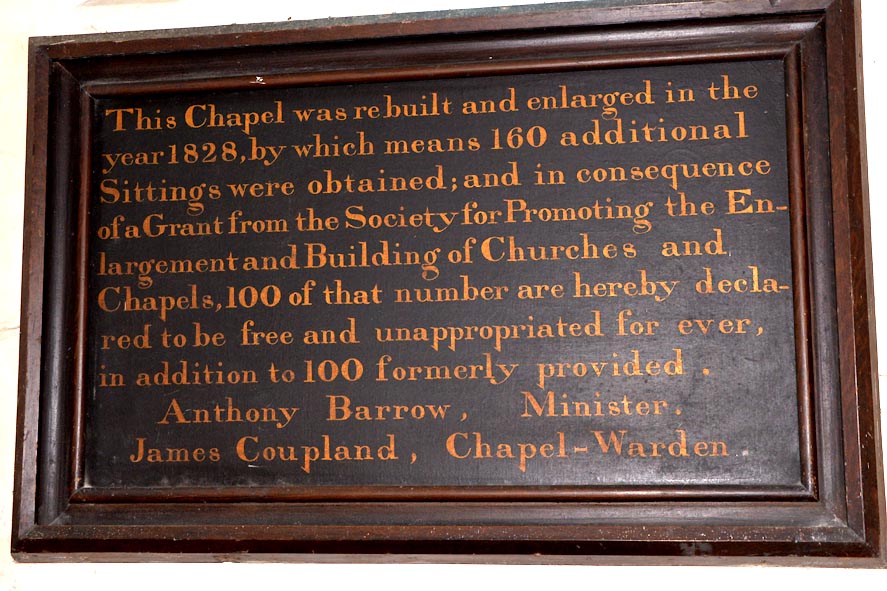 This Chapel was rebuilt and enlarged in the
year 1828, by which means 160 additional
Sittings were obtained; and in consequence
of a Grant from the Society for Promoting the En-
largement and Building of Churches and
Chapels, 100 of that number are hereby decla-
red to be free and unappropriated for ever,
in addition to 100 formerly provided.
Anthony Barrow, Minister.
James Coupland, Chapel-Warden.